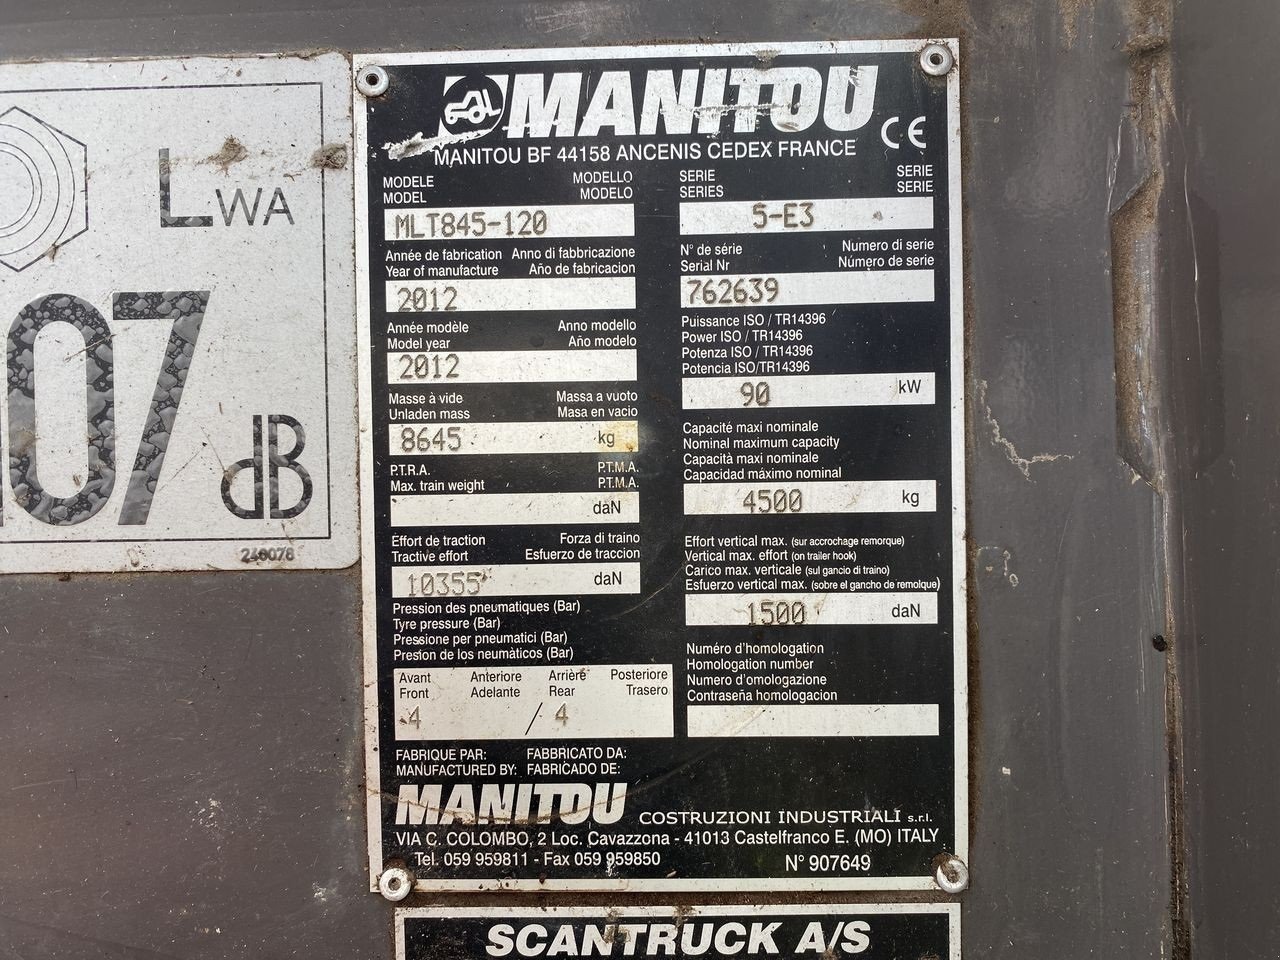 LWA
107
dB
240078
MANITOU
CE
MANITOU BF 44158 ANCENIS CEDEX FRANCE
MODELE MODELLO
MODEL MODELO
MLT845-120
SERIE SERIE
SERIES SERIE
5-E3
Année de fabrication Anno di fabbricazione
Year of manufacture Año de fabricacion
2012
N° de série Numero di serie
Serial Nr Número de serie
762639
Année modèle Anno modello
Model year Año modelo
2012
Puissance ISO / TR14396
Power ISO / TR14396
Potenza ISO / TR14396
Potencia ISO/TR14396
90 kW
Masse à vide Massa a vuoto
Unladen mass Masa en vacio
8645 kg
Capacité maxi nominale
Nominal maximum capacity
Capacità maxi nominale
Capacidad máximo nominal
4500 kg
P.T.R.A. P.T.M.A.
Max. train weight P.T.M.A.
daN
Effort de traction Forza di traino
Tractive effort Esfuerzo de traccion
10355 daN
Effort vertical max. (sur accrochage remorque)
Vertical max. effort (on trailer hook)
Carico max. verticale (sul gancio di traino)
Esfuerzo vertical max. (sobre el gancho de remolque)
1500 daN
Pression des pneumatiques (Bar)
Tyre pressure (Bar)
Pressione per pneumatici (Bar)
Presion de los neumàticos (Bar)
Avant Anteriore Arrière Posteriore
Front Adelante Rear Trasero
4 / 4
Numéro d'homologation
Homologation number
Numero d'omologazione
Contraseña homologacion
FABRIQUE PAR: FABBRICATO DA:
MANUFACTURED BY: FABRICADO DE:
MANITOU COSTRUZIONI INDUSTRIALI s.r.l.
VIA C. COLOMBO, 2 Loc. Cavazzona - 41013 Castelfranco E. (MO) ITALY
Tel. 059 959811 - Fax 059 959850 N° 907649
SCANTRUCK A/S